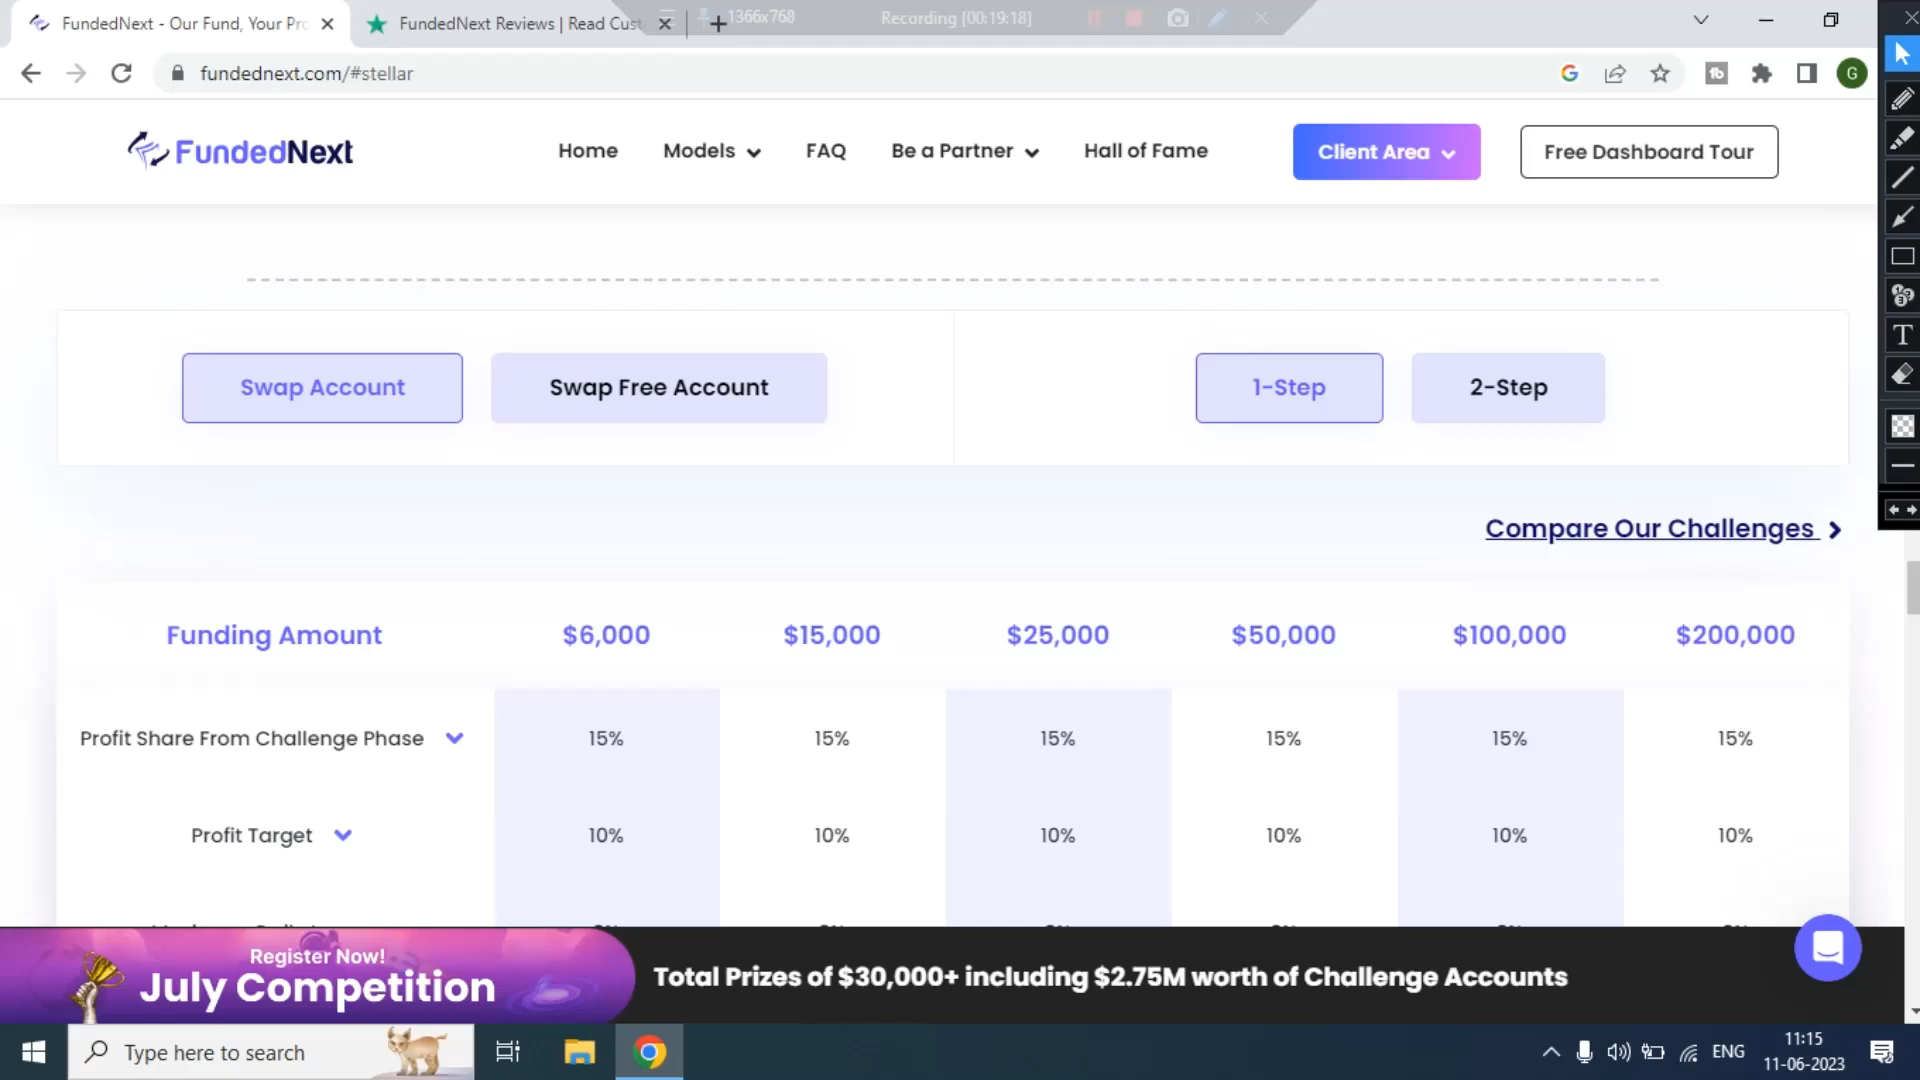 FundedNext - Our Fund, Your Pro
FundedNext Reviews | Read Cust
1366x768
Recording [00:19:18]
fundednext.com/#stellar
G
FundedNext
Home
Models
FAQ
Be a Partner
Hall of Fame
Client Area
Free Dashboard Tour
Swap Account
Swap Free Account
1-Step
2-Step
Compare Our Challenges
Funding Amount $6,000 $15,000 $25,000 $50,000 $100,000 $200,000
Profit Share From Challenge Phase 15% 15% 15% 15% 15% 15%
Profit Target 10% 10% 10% 10% 10% 10%
Register Now!
July Competition
Total Prizes of $30,000+ including $2.75M worth of Challenge Accounts
Type here to search
ENG
11:15
11-06-2023